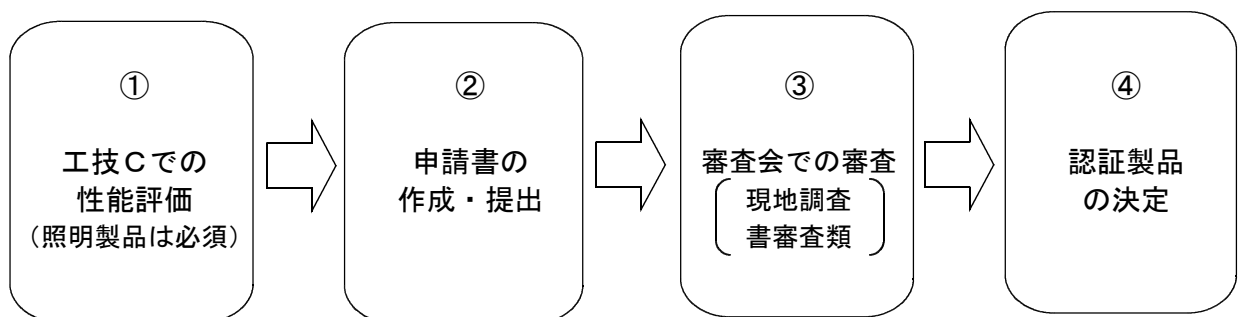 ①
工技Cでの
性能評価
(照明製品は必須)
②
申請書の
作成・提出
③
審査会での審査
現地調査
書審査類
④
認証製品
の決定